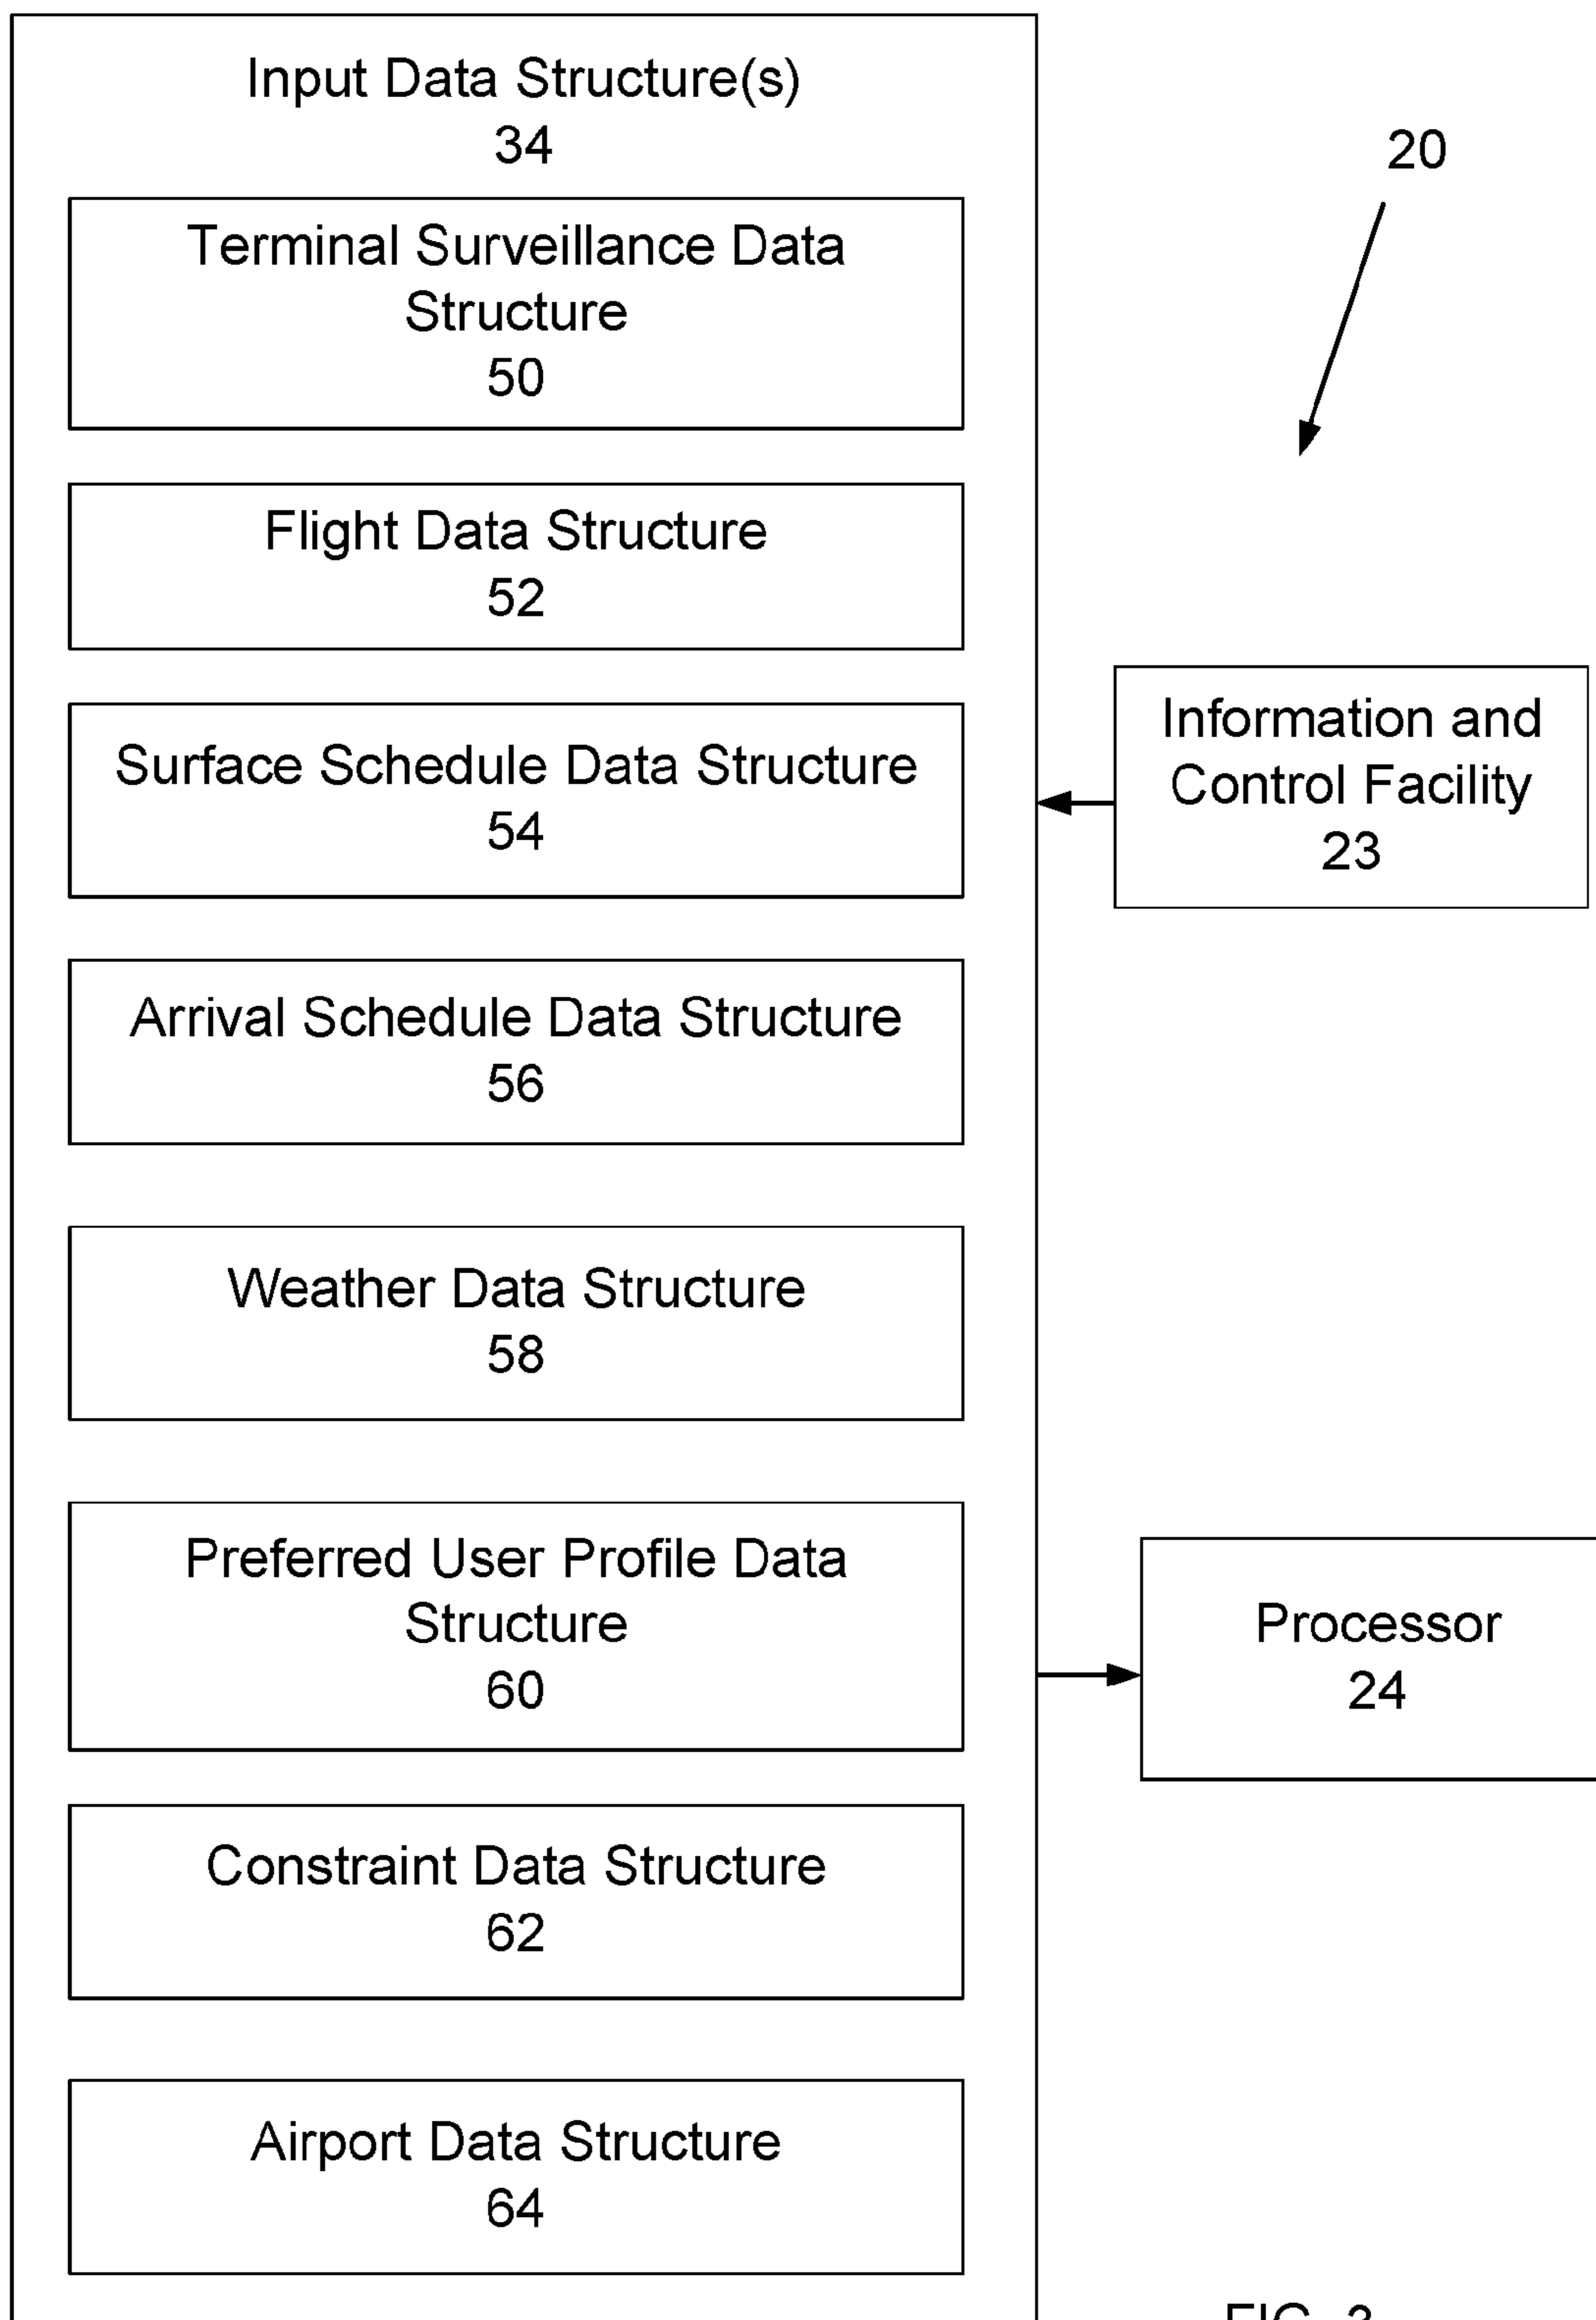 Input Data Structure(s)
34
Terminal Surveillance Data
Structure
50
Flight Data Structure
52
Surface Schedule Data Structure
54
Arrival Schedule Data Structure
56
Weather Data Structure
58
Preferred User Profile Data
Structure
60
Constraint Data Structure
62
Airport Data Structure
64
20
Information and
Control Facility
23
Processor
24
FIG. 3